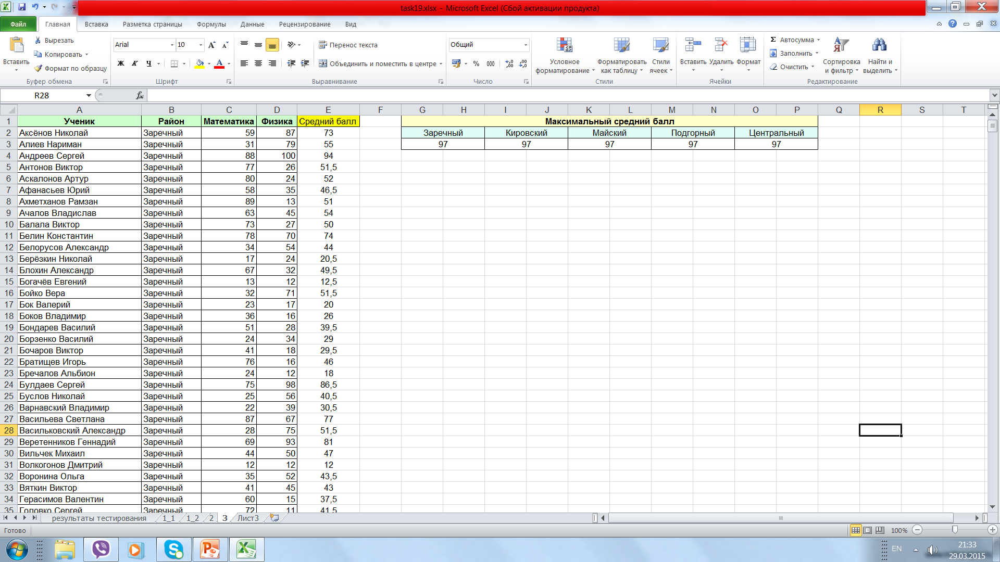 task19.xlsx - Microsoft Excel (Сбой активации продукта)
Файл Главная Вставка Разметка страницы Формулы Данные Рецензирование Вид
Вставить
Вырезать
Копировать
Формат по образцу
Буфер обмена
Arial 10
Ж К Ч
Шрифт
Перенос текста
Объединить и поместить в центре
Выравнивание
Общий
% 000
Число
Условное форматирование
Форматировать как таблицу
Стили ячеек
Стили
Вставить Удалить Формат
Ячейки
Σ Автосумма
Заполнить
Очистить
Сортировка и фильтр
Найти и выделить
Редактирование
R28 fx
A B C D E F G H I J K L M N O P Q R S T
1 Ученик Район Математика Физика Средний балл Максимальный средний балл
2 Аксёнов Николай Заречный 59 87 73 Заречный Кировский Майский Подгорный Центральный
3 Алиев Нариман Заречный 31 79 55 97 97 97 97 97
4 Андреев Сергей Заречный 88 100 94
5 Антонов Виктор Заречный 77 26 51,5
6 Аскалонов Артур Заречный 80 24 52
7 Афанасьев Юрий Заречный 58 35 46,5
8 Ахметханов Рамзан Заречный 89 13 51
9 Ачалов Владислав Заречный 63 45 54
10 Балала Виктор Заречный 73 27 50
11 Белин Константин Заречный 78 70 74
12 Белорусов Александр Заречный 34 54 44
13 Берёзкин Николай Заречный 17 24 20,5
14 Блохин Александр Заречный 67 32 49,5
15 Богачёв Евгений Заречный 13 12 12,5
16 Бойко Вера Заречный 32 71 51,5
17 Бок Валерий Заречный 23 17 20
18 Боков Владимир Заречный 36 16 26
19 Бондарев Василий Заречный 51 28 39,5
20 Борзенко Василий Заречный 24 34 29
21 Бочаров Виктор Заречный 41 18 29,5
22 Братищев Игорь Заречный 76 16 46
23 Бречалов Альбион Заречный 24 12 18
24 Булдаев Сергей Заречный 75 98 86,5
25 Буслов Николай Заречный 25 56 40,5
26 Варнавский Владимир Заречный 22 39 30,5
27 Васильева Светлана Заречный 87 67 77
28 Васильковский Александр Заречный 28 75 51,5
29 Веретенников Геннадий Заречный 69 93 81
30 Вильчек Михаил Заречный 44 50 47
31 Волкогонов Дмитрий Заречный 12 12 12
32 Воронина Ольга Заречный 35 52 43,5
33 Вяткин Виктор Заречный 41 45 43
34 Герасимов Валентин Заречный 60 15 37,5
35 Головко Сергей Заречный 72 11 41,5
результаты тестирования 1_1 1_2 2 3 Лист3
Готово 100%
EN 21:33
29.03.2015